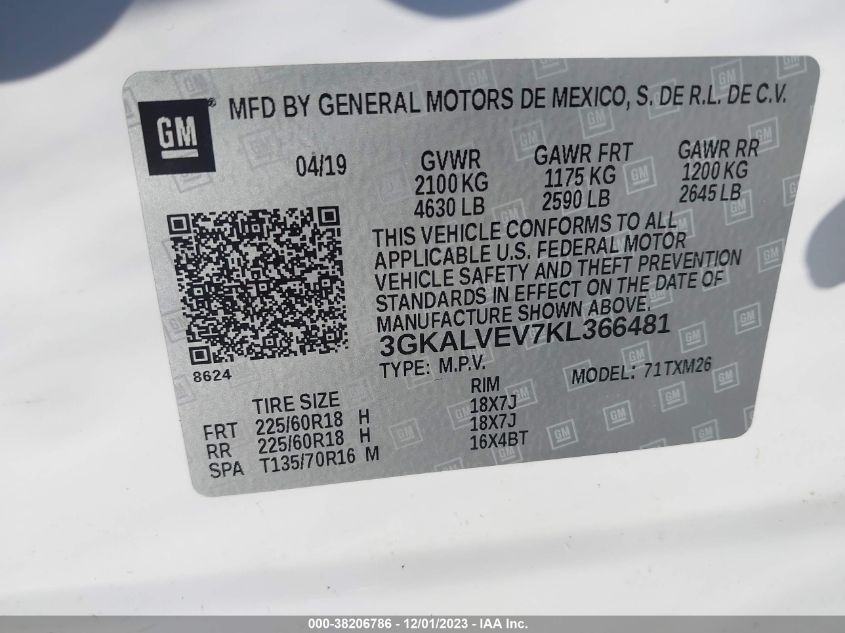 GM ® MFD BY GENERAL MOTORS DE MEXICO, S. DE R.L. DE C.V.
04/19 GVWR GAWR FRT GAWR RR
2100 KG 1175 KG 1200 KG
4630 LB 2590 LB 2645 LB
THIS VEHICLE CONFORMS TO ALL
APPLICABLE U.S. FEDERAL MOTOR
VEHICLE SAFETY AND THEFT PREVENTION
STANDARDS IN EFFECT ON THE DATE OF
MANUFACTURE SHOWN ABOVE.
3GKALVEV7KL366481
8624 TYPE: M.P.V. MODEL: 71TXM26
TIRE SIZE RIM
FRT 225/60R18 H 18X7J
RR 225/60R18 H 18X7J
SPA T135/70R16 M 16X4BT
000-38206786 - 12/01/2023 - IAA Inc.